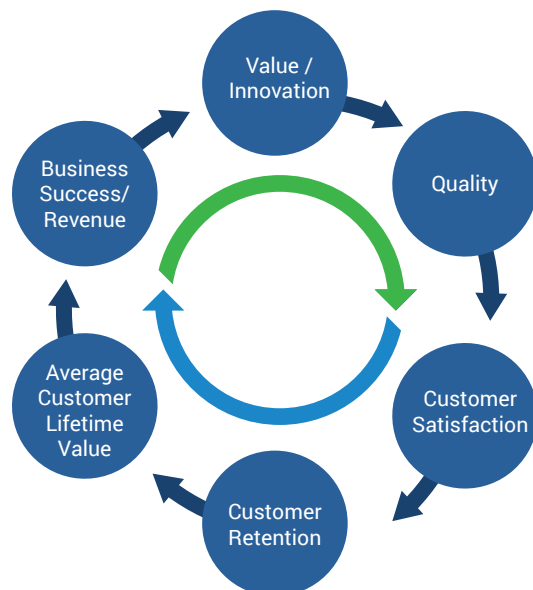 Value /
Innovation
Quality
Customer
Satisfaction
Customer
Retention
Average
Customer
Lifetime
Value
Business
Success/
Revenue